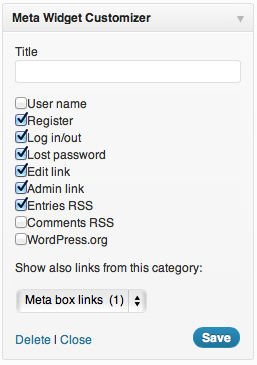 Meta Widget Customizer
Title
User name
Register
Log in/out
Lost password
Edit link
Admin link
Entries RSS
Comments RSS
WordPress.org
Show also links from this category:
Meta box links (1)
Delete | Close Save